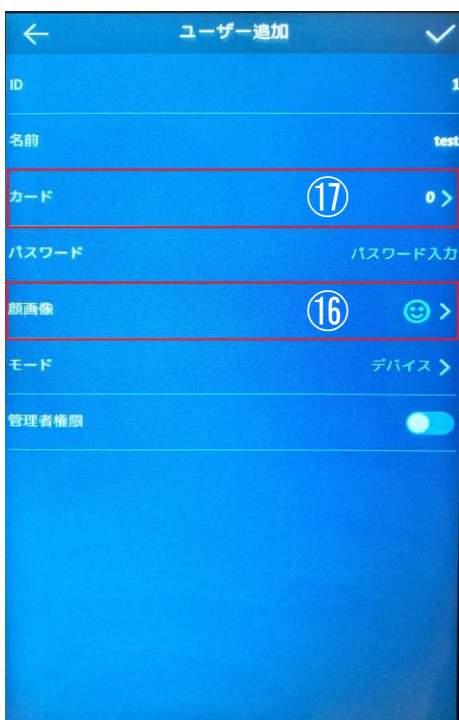 ユーザー追加
ID 1
名前 test
カード ⑰ 0
パスワード パスワード入力
顔画像 ⑯
モード デバイス
管理者権限